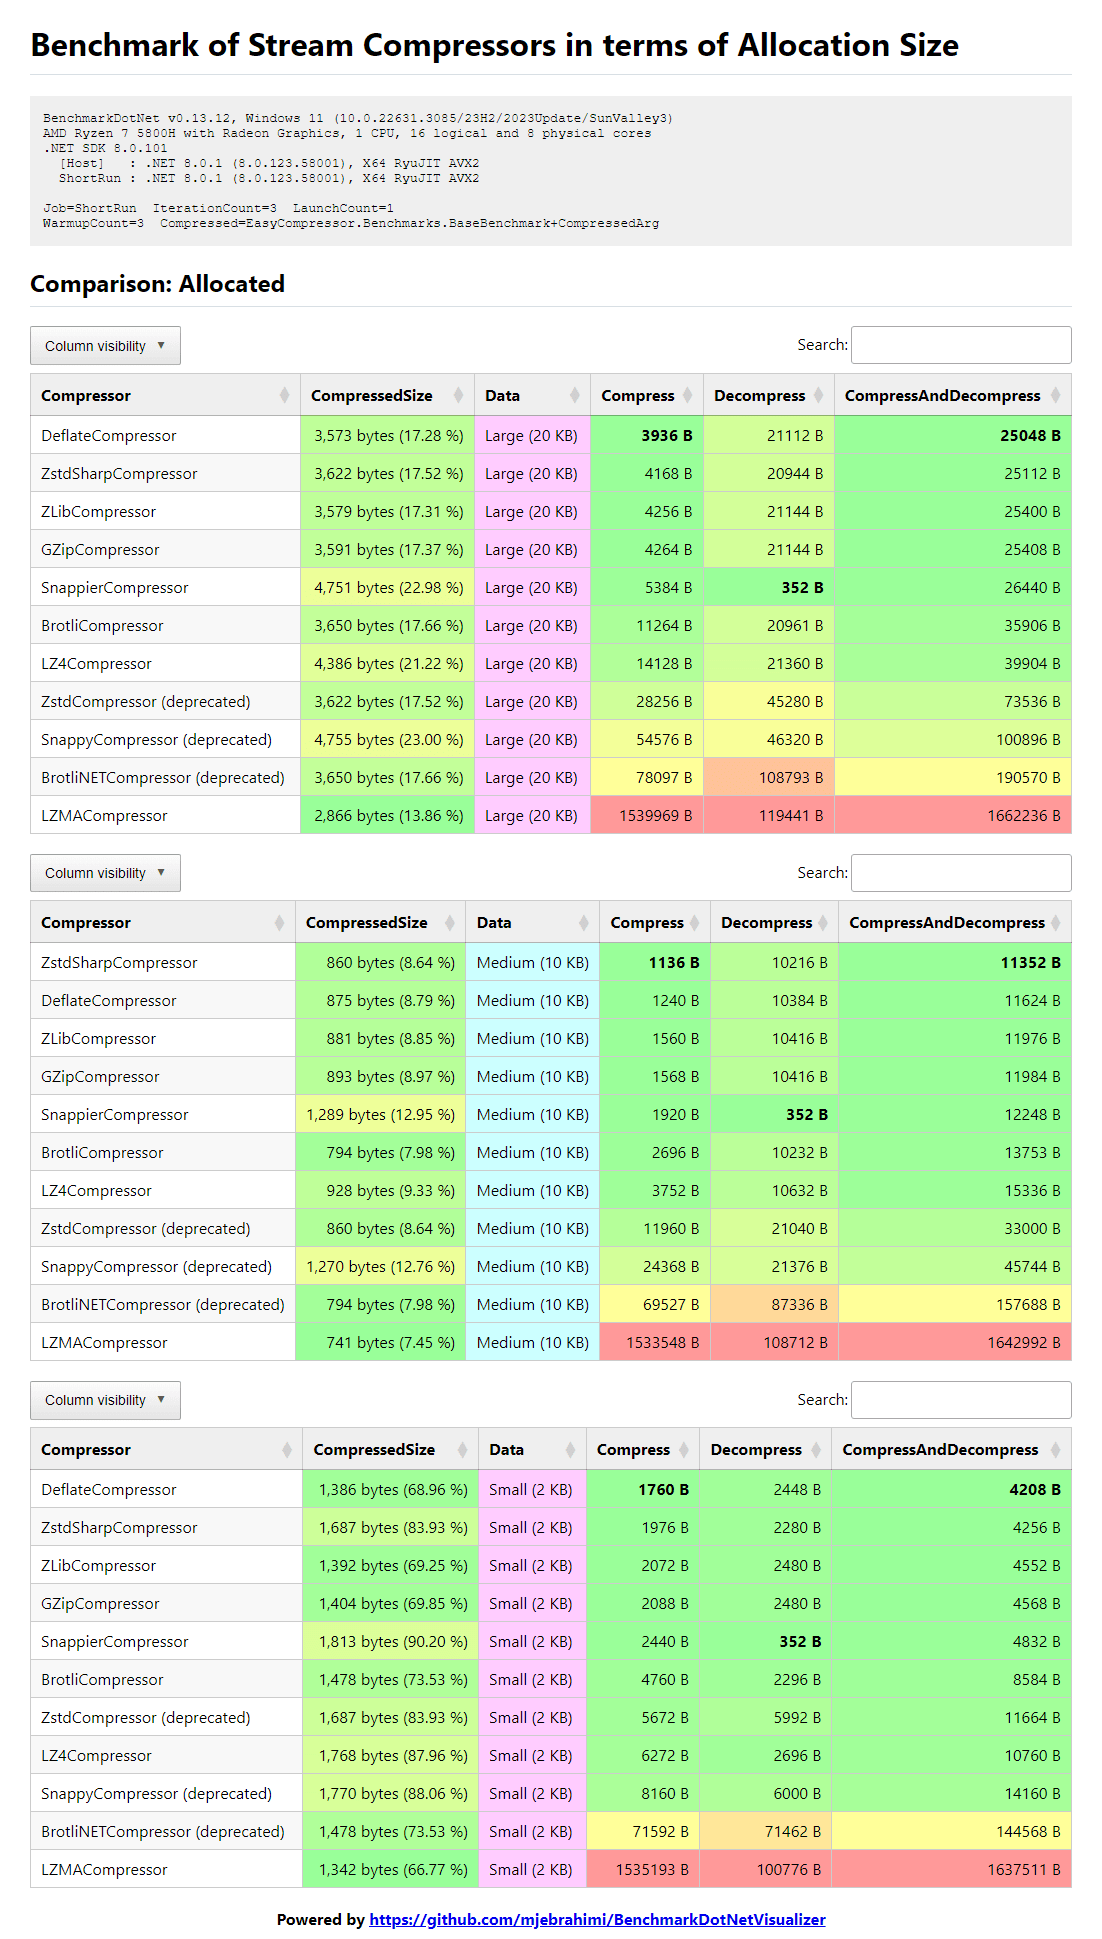 Benchmark of Stream Compressors in terms of Allocation Size
BenchmarkDotNet v0.13.12, Windows 11 (10.0.22631.3085/23H2/2023Update/SunValley3)
AMD Ryzen 7 5800H with Radeon Graphics, 1 CPU, 16 logical and 8 physical cores
.NET SDK 8.0.101
[Host]   : .NET 8.0.1 (8.0.123.58001), X64 RyuJIT AVX2
ShortRun : .NET 8.0.1 (8.0.123.58001), X64 RyuJIT AVX2
Job=ShortRun  IterationCount=3  LaunchCount=1
WarmupCount=3  Compressed=EasyCompressor.Benchmarks.BaseBenchmark+CompressedArg
Comparison: Allocated
Column visibility ▼ Search:
Compressor CompressedSize Data Compress Decompress CompressAndDecompress
DeflateCompressor 3,573 bytes (17.28 %) Large (20 KB) 3936 B 21112 B 25048 B
ZstdSharpCompressor 3,622 bytes (17.52 %) Large (20 KB) 4168 B 20944 B 25112 B
ZLibCompressor 3,579 bytes (17.31 %) Large (20 KB) 4256 B 21144 B 25400 B
GZipCompressor 3,591 bytes (17.37 %) Large (20 KB) 4264 B 21144 B 25408 B
SnappierCompressor 4,751 bytes (22.98 %) Large (20 KB) 5384 B 352 B 26440 B
BrotliCompressor 3,650 bytes (17.66 %) Large (20 KB) 11264 B 20961 B 35906 B
LZ4Compressor 4,386 bytes (21.22 %) Large (20 KB) 14128 B 21360 B 39904 B
ZstdCompressor (deprecated) 3,622 bytes (17.52 %) Large (20 KB) 28256 B 45280 B 73536 B
SnappyCompressor (deprecated) 4,755 bytes (23.00 %) Large (20 KB) 54576 B 46320 B 100896 B
BrotliNETCompressor (deprecated) 3,650 bytes (17.66 %) Large (20 KB) 78097 B 108793 B 190570 B
LZMACompressor 2,866 bytes (13.86 %) Large (20 KB) 1539969 B 119441 B 1662236 B
Column visibility ▼ Search:
Compressor CompressedSize Data Compress Decompress CompressAndDecompress
ZstdSharpCompressor 860 bytes (8.64 %) Medium (10 KB) 1136 B 10216 B 11352 B
DeflateCompressor 875 bytes (8.79 %) Medium (10 KB) 1240 B 10384 B 11624 B
ZLibCompressor 881 bytes (8.85 %) Medium (10 KB) 1560 B 10416 B 11976 B
GZipCompressor 893 bytes (8.97 %) Medium (10 KB) 1568 B 10416 B 11984 B
SnappierCompressor 1,289 bytes (12.95 %) Medium (10 KB) 1920 B 352 B 12248 B
BrotliCompressor 794 bytes (7.98 %) Medium (10 KB) 2696 B 10232 B 13753 B
LZ4Compressor 928 bytes (9.33 %) Medium (10 KB) 3752 B 10632 B 15336 B
ZstdCompressor (deprecated) 860 bytes (8.64 %) Medium (10 KB) 11960 B 21040 B 33000 B
SnappyCompressor (deprecated) 1,270 bytes (12.76 %) Medium (10 KB) 24368 B 21376 B 45744 B
BrotliNETCompressor (deprecated) 794 bytes (7.98 %) Medium (10 KB) 69527 B 87336 B 157688 B
LZMACompressor 741 bytes (7.45 %) Medium (10 KB) 1533548 B 108712 B 1642992 B
Column visibility ▼ Search:
Compressor CompressedSize Data Compress Decompress CompressAndDecompress
DeflateCompressor 1,386 bytes (68.96 %) Small (2 KB) 1760 B 2448 B 4208 B
ZstdSharpCompressor 1,687 bytes (83.93 %) Small (2 KB) 1976 B 2280 B 4256 B
ZLibCompressor 1,392 bytes (69.25 %) Small (2 KB) 2072 B 2480 B 4552 B
GZipCompressor 1,404 bytes (69.85 %) Small (2 KB) 2088 B 2480 B 4568 B
SnappierCompressor 1,813 bytes (90.20 %) Small (2 KB) 2440 B 352 B 4832 B
BrotliCompressor 1,478 bytes (73.53 %) Small (2 KB) 4760 B 2296 B 8584 B
ZstdCompressor (deprecated) 1,687 bytes (83.93 %) Small (2 KB) 5672 B 5992 B 11664 B
LZ4Compressor 1,768 bytes (87.96 %) Small (2 KB) 6272 B 2696 B 10760 B
SnappyCompressor (deprecated) 1,770 bytes (88.06 %) Small (2 KB) 8160 B 6000 B 14160 B
BrotliNETCompressor (deprecated) 1,478 bytes (73.53 %) Small (2 KB) 71592 B 71462 B 144568 B
LZMACompressor 1,342 bytes (66.77 %) Small (2 KB) 1535193 B 100776 B 1637511 B
Powered by https://github.com/mjebrahimi/BenchmarkDotNetVisualizer